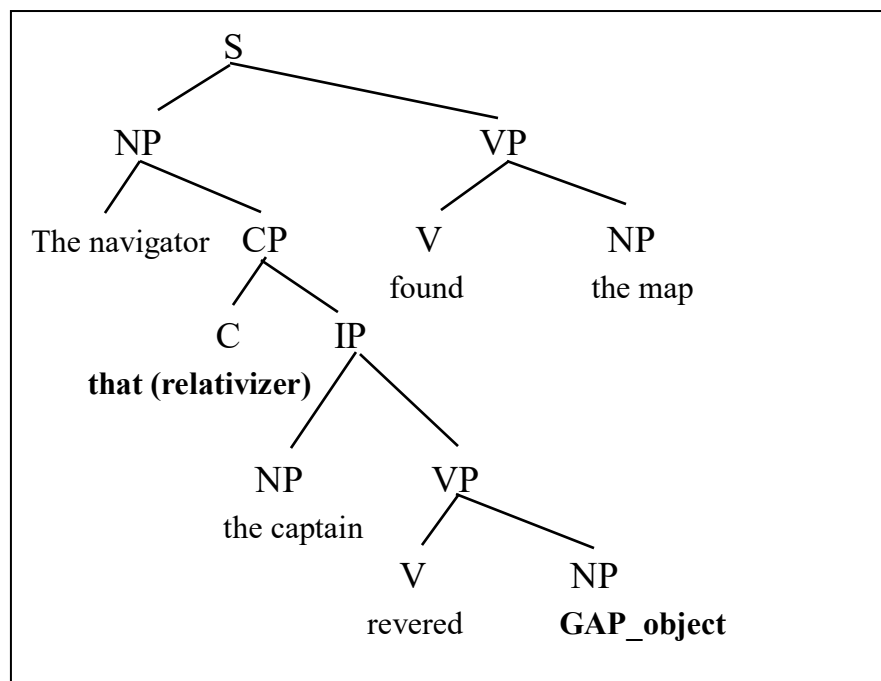 S
NP VP
The navigator CP V NP
found the map
C IP
that (relativizer)
NP VP
the captain
V NP
revered GAP_object